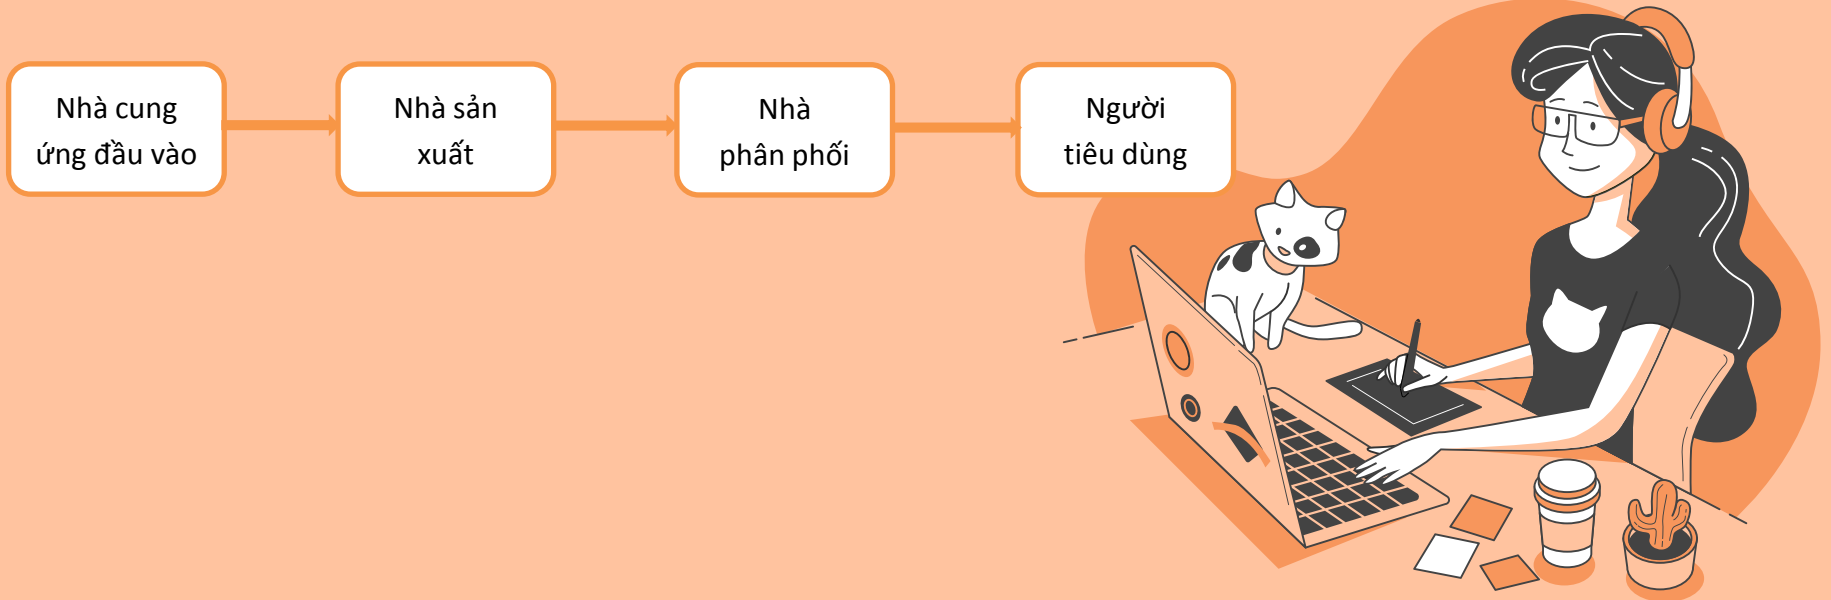 Nhà cung
ứng đầu vào
Nhà sản
xuất
Nhà
phân phối
Người
tiêu dùng